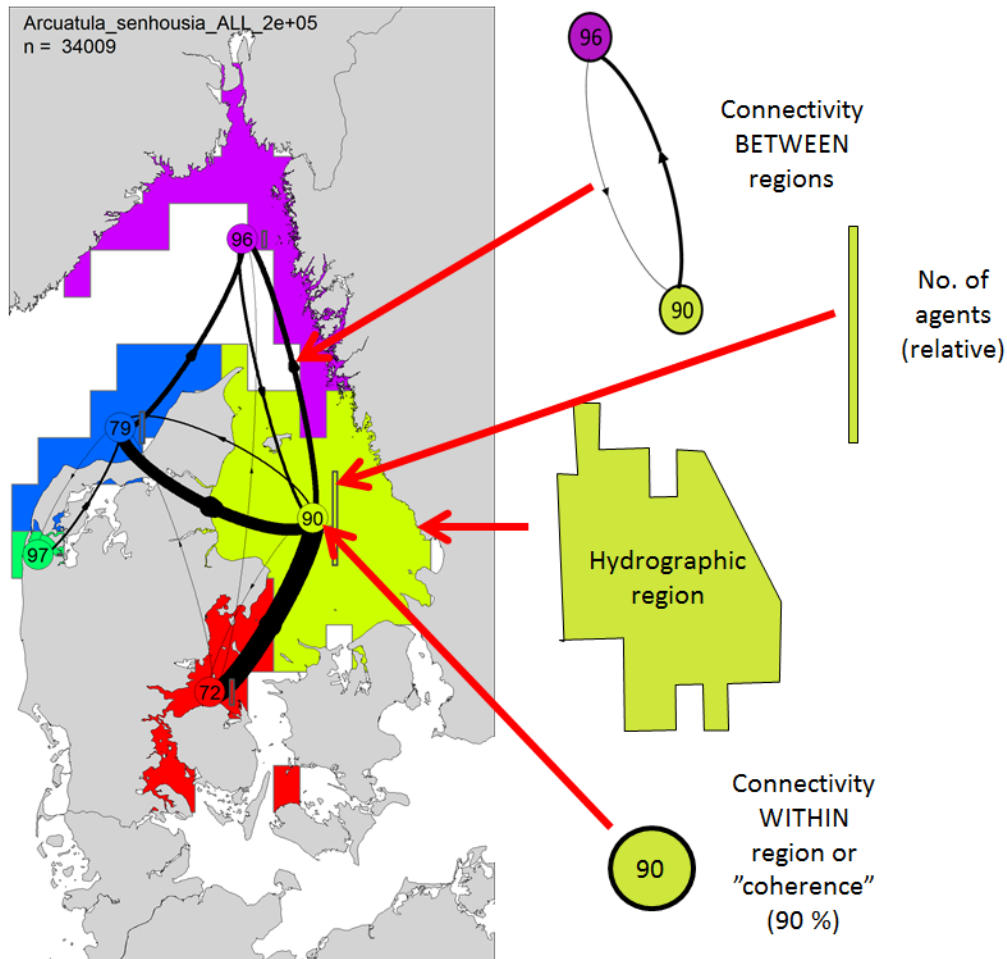 Arcuatula_senhousia_ALL_2e+05
n =  34009
96
79
90
97
72
96
90
Connectivity
BETWEEN
regions
No. of
agents
(relative)
Hydrographic
region
Connectivity
WITHIN
region or
”coherence”
(90 %)
90